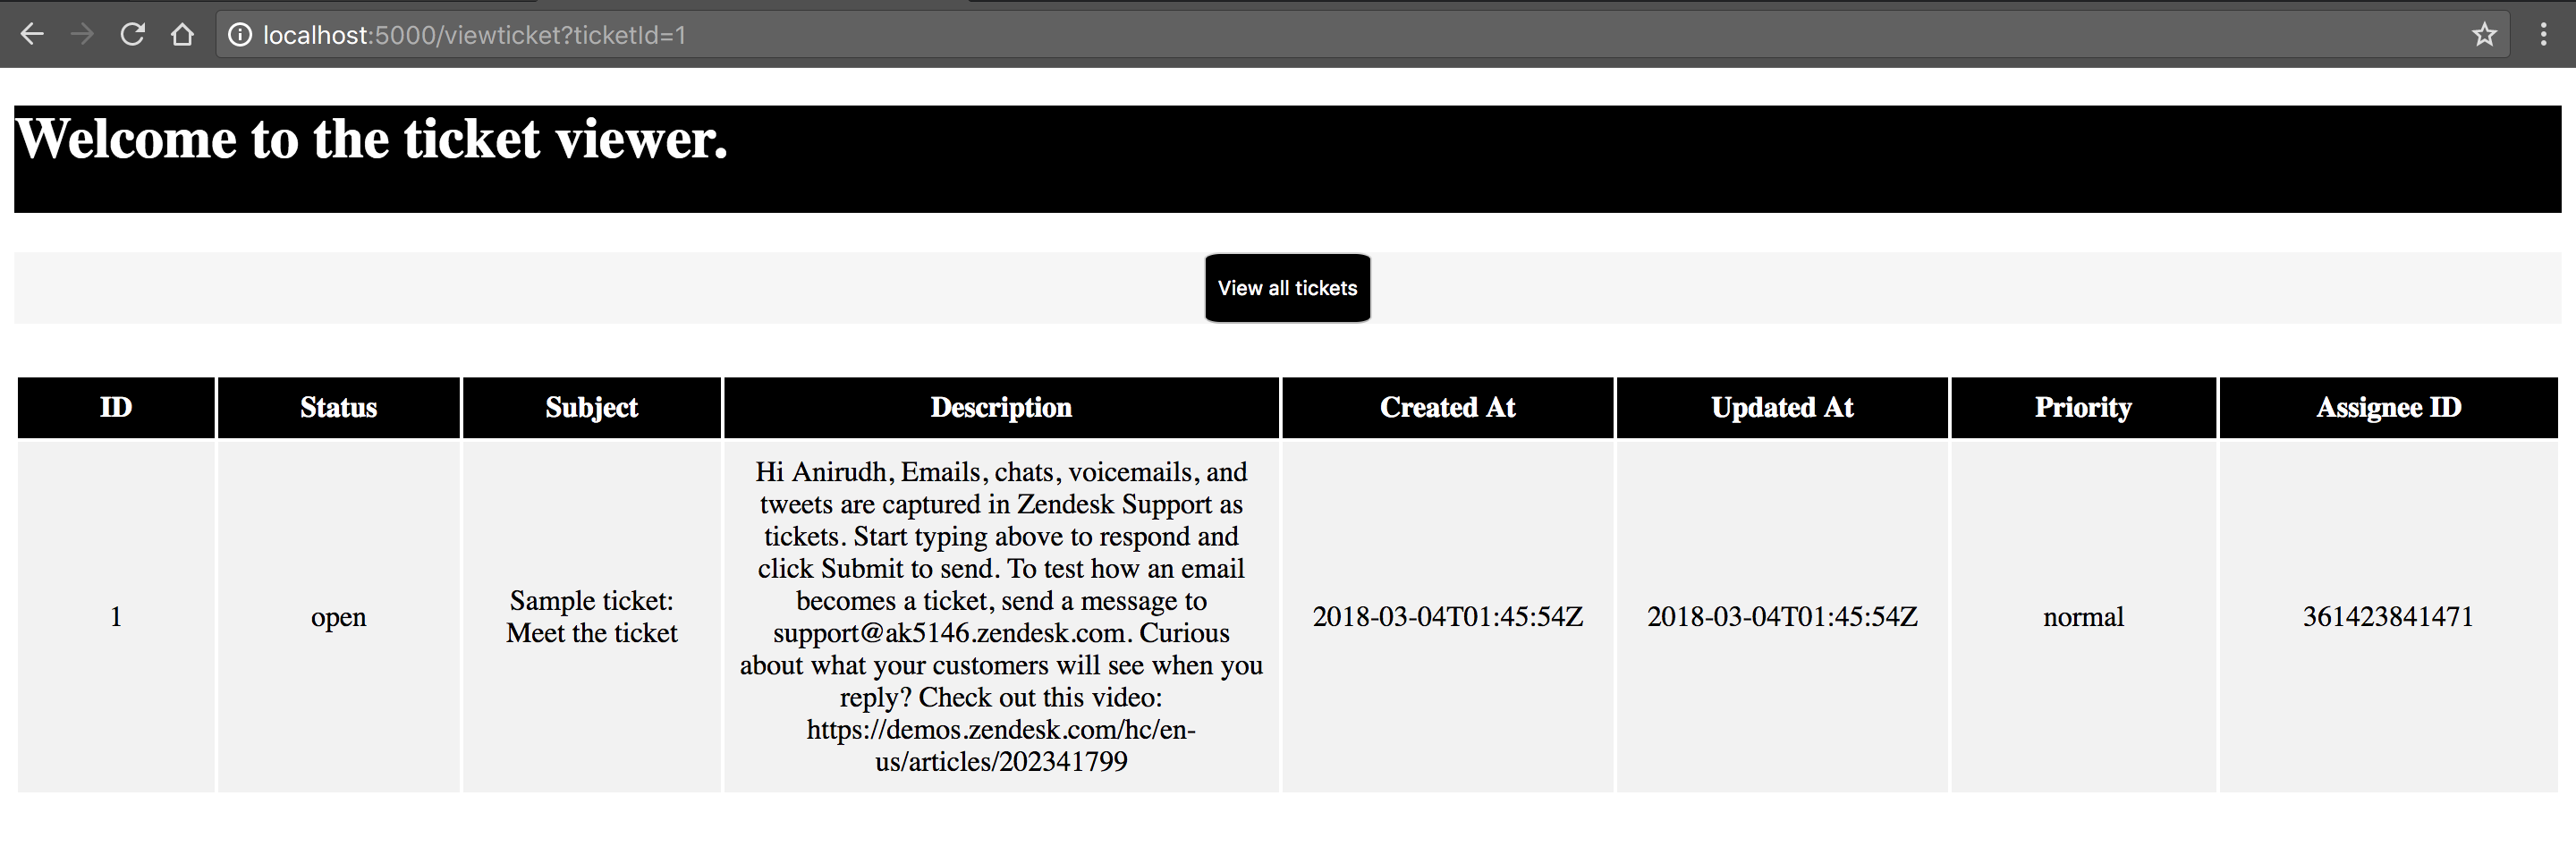 localhost:5000/viewticket?ticketId=1
Welcome to the ticket viewer.
View all tickets
ID Status Subject Description Created At Updated At Priority Assignee ID
1
open
Sample ticket:
Meet the ticket
Hi Anirudh, Emails, chats, voicemails, and
tweets are captured in Zendesk Support as
tickets. Start typing above to respond and
click Submit to send. To test how an email
becomes a ticket, send a message to
support@ak5146.zendesk.com. Curious
about what your customers will see when you
reply? Check out this video:
https://demos.zendesk.com/hc/en-
us/articles/202341799
2018-03-04T01:45:54Z
2018-03-04T01:45:54Z
normal
361423841471